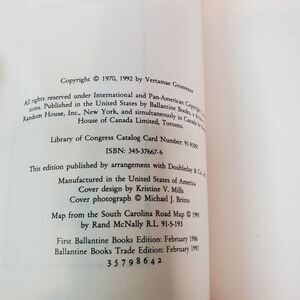 Copyright © 1970, 1992 by Vertamae Grosvenor
All rights reserved under International and Pan-American Copyright
tions. Published in the United States by Ballantine Books, a
Random House, Inc., New York, and simultaneously in Canada by
House of Canada Limited, Toronto.
Library of Congress Catalog Card Number:
ISBN: 345-37667-6
This edition published by arrangement with Doubleday & Co.,
Manufactured in the United States of America
Cover design by Kristine V. Mills
Cover photograph © Michael J. Britto
Map from the South Carolina Road Map © 1991
by Rand McNally R.L. 91-S-193
First Ballantine Books Edition: February 1986
Ballantine Books Trade Edition: February 1992
3 5 7 9 8 6 4 2